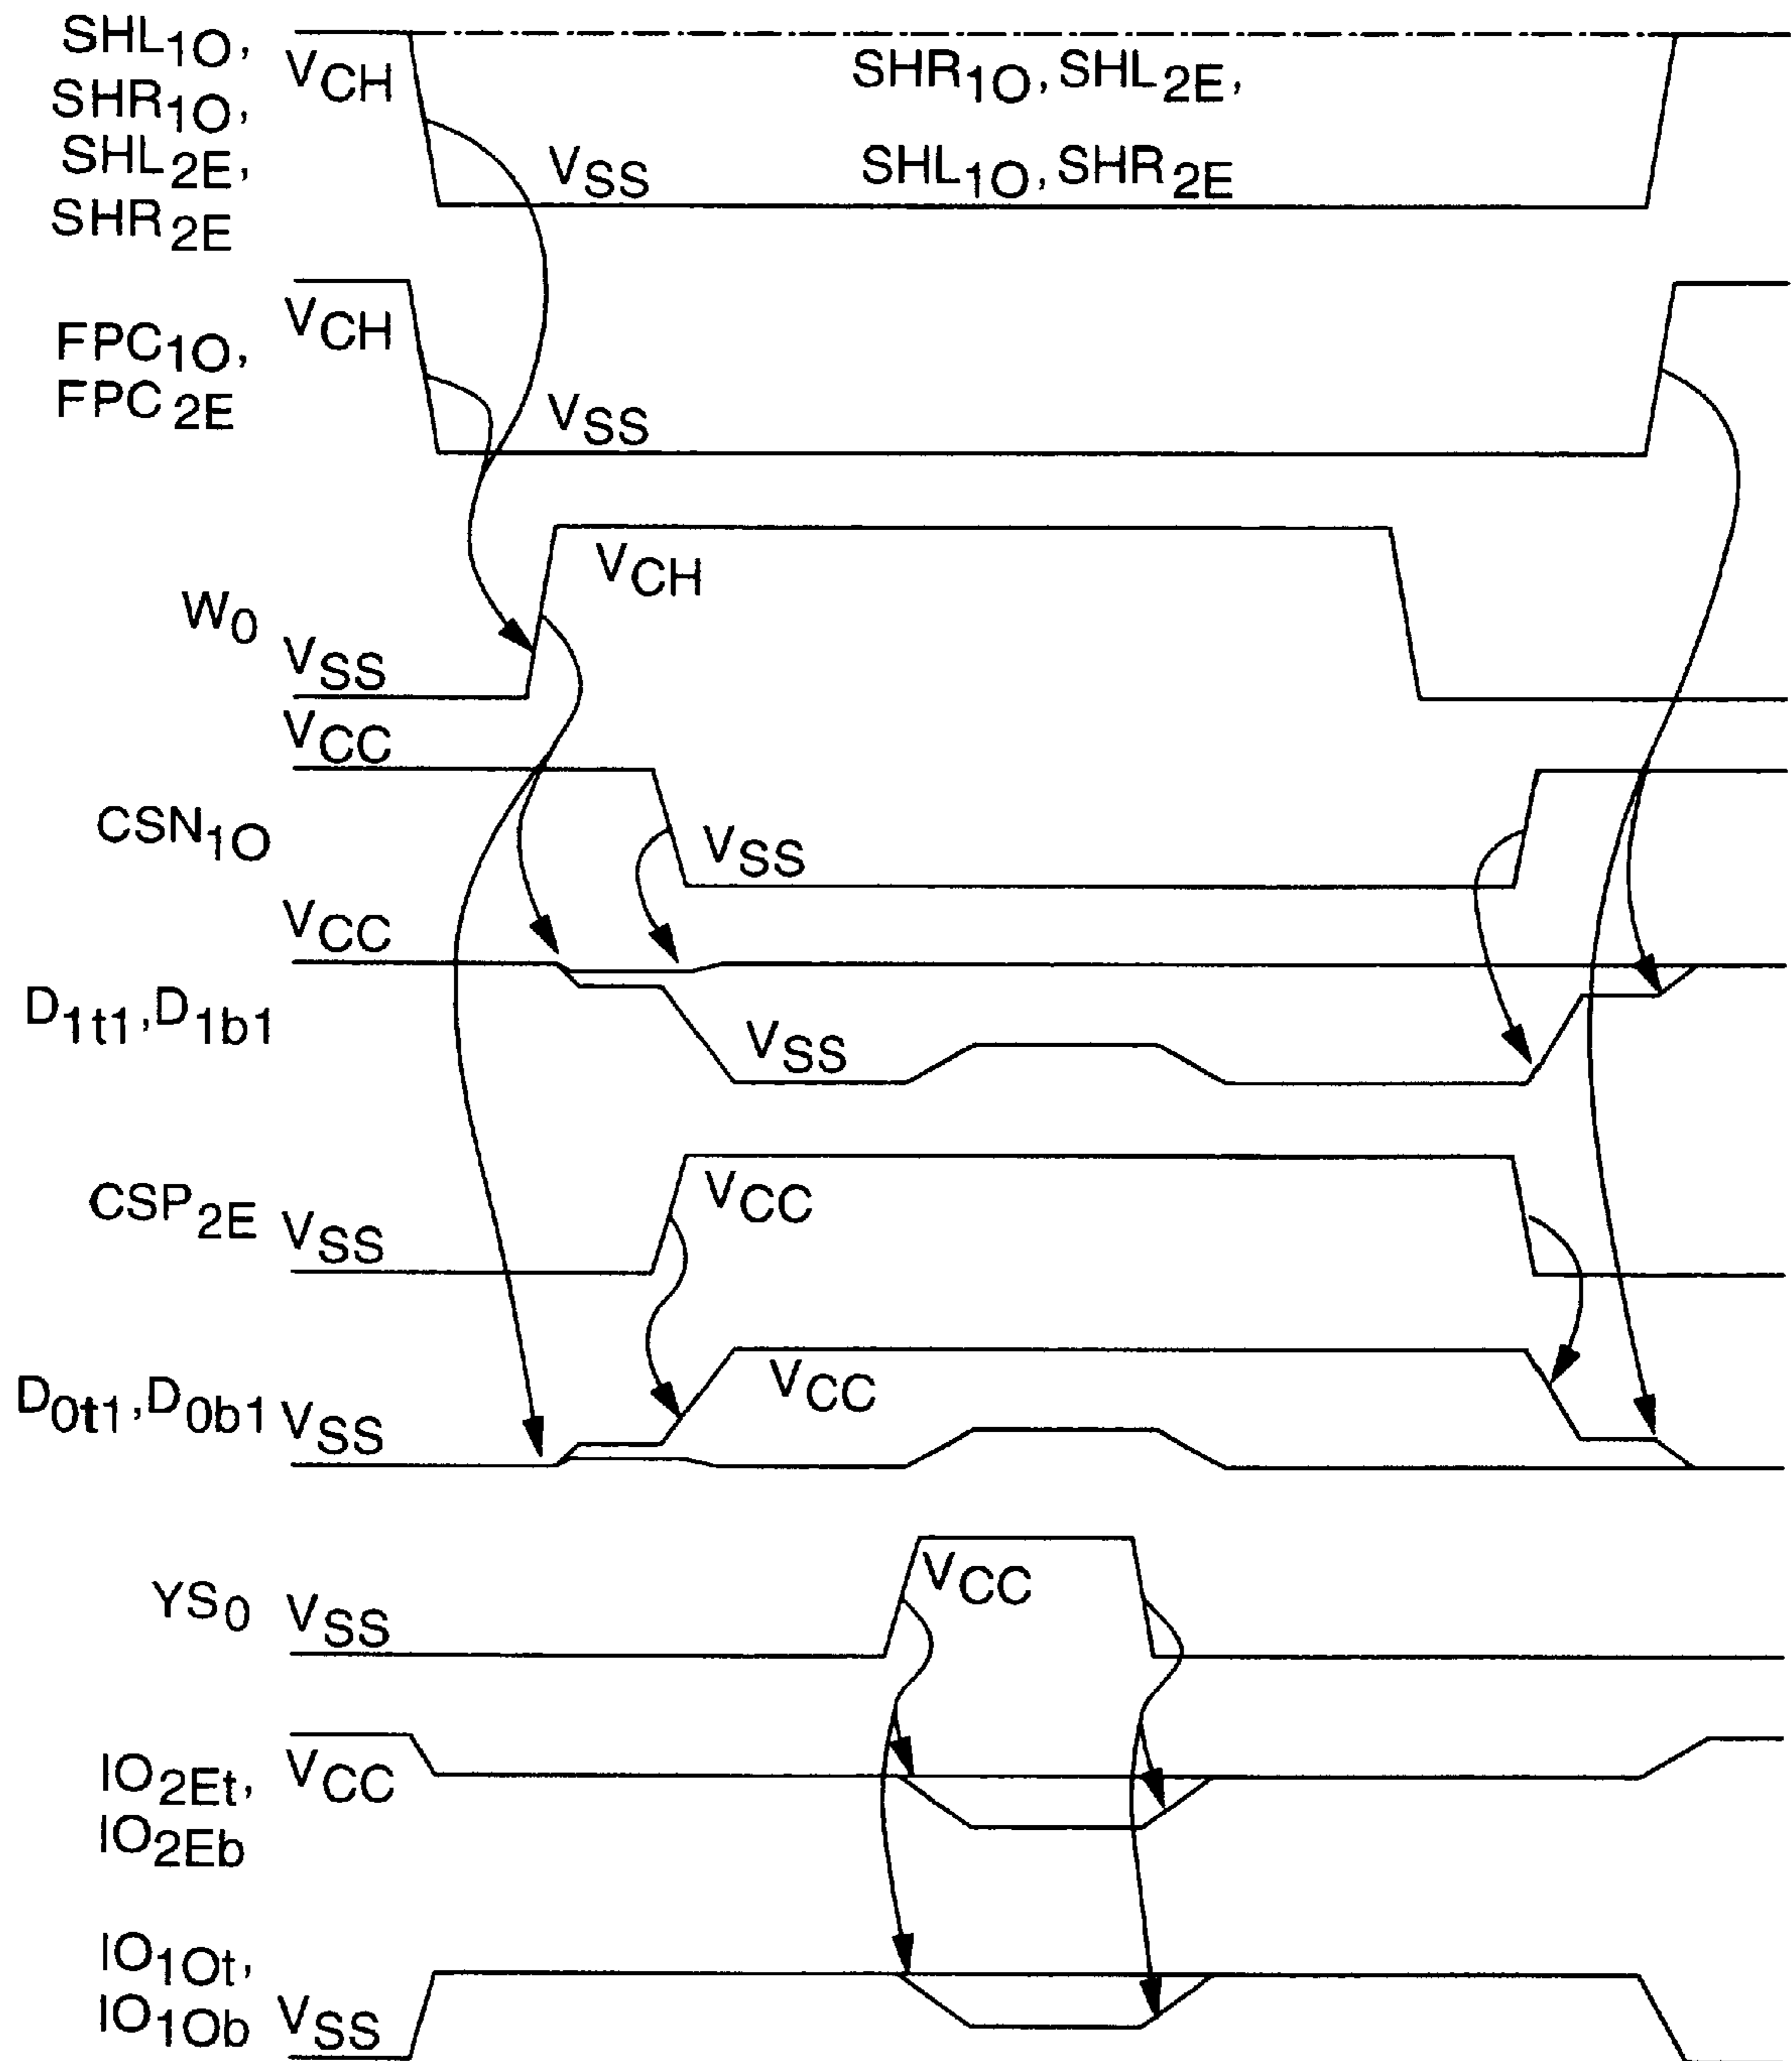 SHL1O,
SHR1O,
SHL2E,
SHR2E
VCH
SHR1O, SHL2E,
VSS
SHL1O, SHR2E
FPC1O,
FPC2E
VCH
VSS
W0
VCH
VSS
CSN1O
VCC
VSS
D1t1, D1b1
VCC
VSS
CSP2E
VSS
VCC
D0t1, D0b1
VSS
VCC
YS0
VSS
VCC
IO2Et,
IO2Eb
VCC
IO1Ot,
IO1Ob
VSS